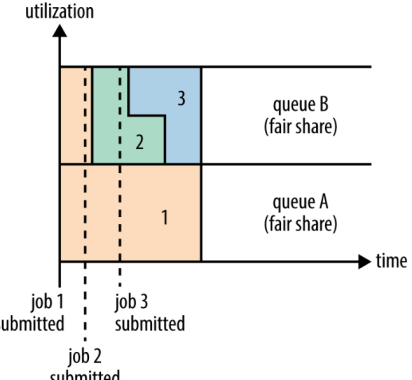 utilization
3
queue B
(fair share)
2
queue A
(fair share)
1
time
job 1
submitted
job 3
submitted
job 2
submitted